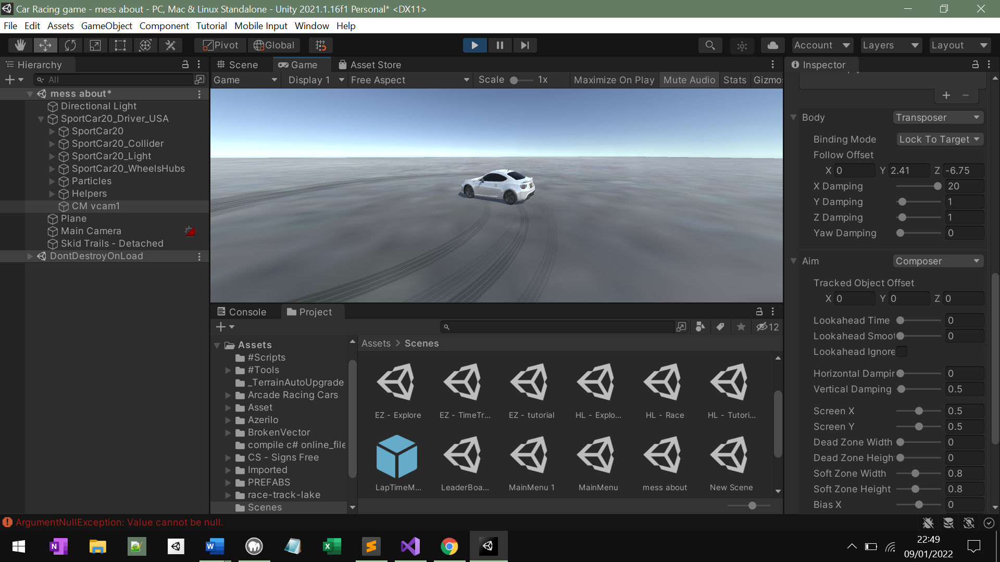 Car Racing game - mess about - PC, Mac & Linux Standalone - Unity 2021.1.16f1 Personal* <DX11>
File Edit Assets GameObject Component Tutorial Mobile Input Window Help
Pivot Global Account Layers Layout
Hierarchy
All
mess about*
Directional Light
SportCar20_Driver_USA
SportCar20
SportCar20_Collider
SportCar20_Light
SportCar20_WheelsHubs
Particles
Helpers
CM vcam1
Plane
Main Camera
Skid Trails - Detached
DontDestroyOnLoad
Scene Game Asset Store
Game Display 1 Free Aspect Scale 1x Maximize On Play Mute Audio Stats Gizmos
Console Project
12
Assets
#Scripts
#Tools
_TerrainAutoUpgrade
Arcade Racing Cars
Asset
Azerilo
BrokenVector
compile c# online_file
CS - Signs Free
Imported
PREFABS
race-track-lake
Scenes
Assets > Scenes
EZ - Explore EZ - TimeTr... EZ - tutorial HL - Explo... HL - Race HL - Tutori...
LapTimeM... LeaderBoa... MainMenu 1 MainMenu mess about New Scene
Inspector
Body Transposer
Binding Mode Lock To Target
Follow Offset
X 0 Y 2.41 Z -6.75
X Damping 20
Y Damping 1
Z Damping 1
Yaw Damping 0
Aim Composer
Tracked Object Offset
X 0 Y 0 Z 0
Lookahead Time 0
Lookahead Smoot 0
Lookahead Ignore
Horizontal Dampir 0
Vertical Damping 0.5
Screen X 0.5
Screen Y 0.5
Dead Zone Width 0
Dead Zone Heigh 0
Soft Zone Width 0.8
Soft Zone Height 0.8
Bias X 0
ArgumentNullException: Value cannot be null.
22:49
09/01/2022